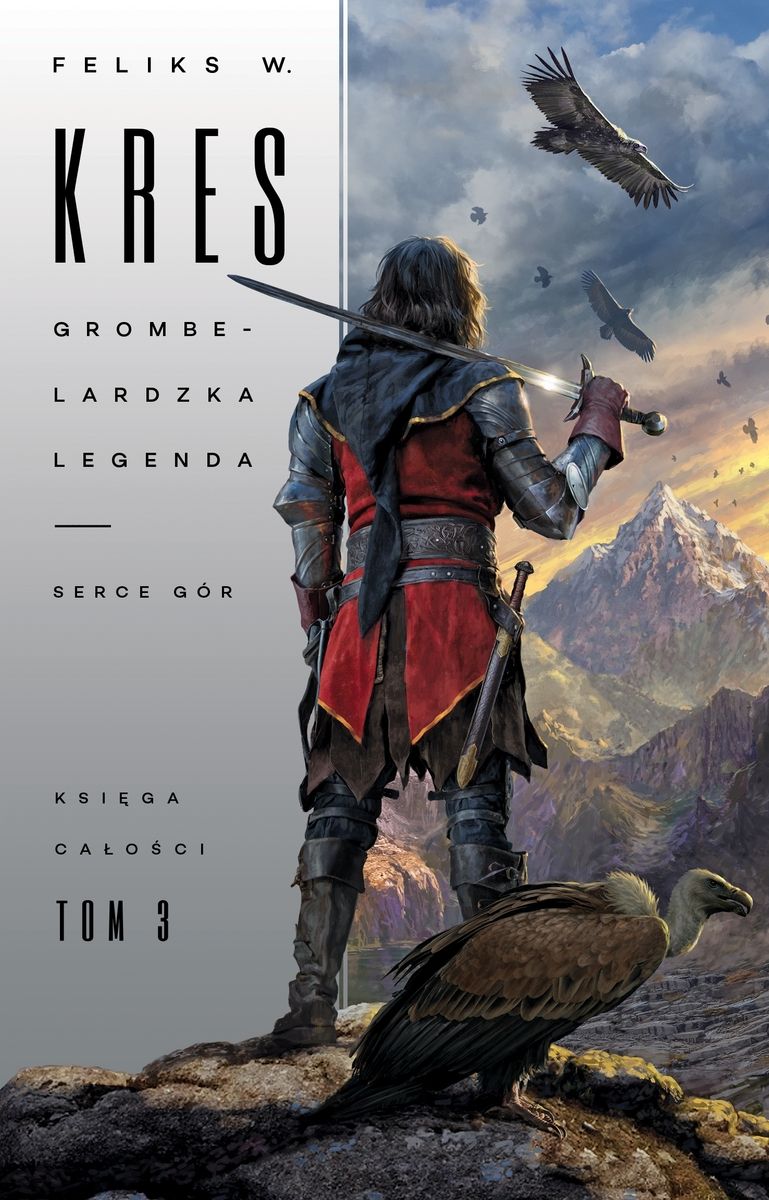 FELIKS W.
KRES
GROMBE-
LARDZKA
LEGENDA
SERCE GÓR
KSIĘGA
CAŁOŚCI
TOM 3